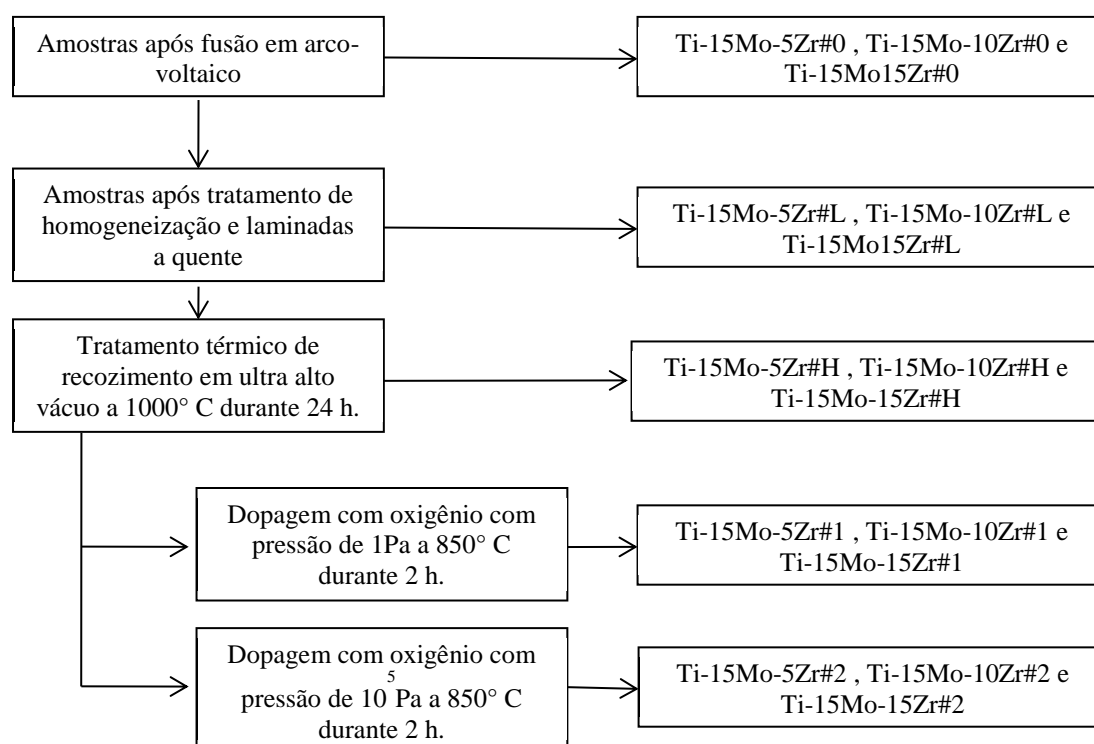 Amostras após fusão em arco-
voltaico
Ti-15Mo-5Zr#0 , Ti-15Mo-10Zr#0 e
Ti-15Mo15Zr#0
Amostras após tratamento de
homogeneização e laminadas
a quente
Ti-15Mo-5Zr#L , Ti-15Mo-10Zr#L e
Ti-15Mo15Zr#L
Tratamento térmico de
recozimento em ultra alto
vácuo a 1000° C durante 24 h.
Ti-15Mo-5Zr#H , Ti-15Mo-10Zr#H e
Ti-15Mo-15Zr#H
Dopagem com oxigênio com
pressão de 1Pa a 850° C
durante 2 h.
Ti-15Mo-5Zr#1 , Ti-15Mo-10Zr#1 e
Ti-15Mo-15Zr#1
Dopagem com oxigênio com
pressão de 10⁵ Pa a 850° C
durante 2 h.
Ti-15Mo-5Zr#2 , Ti-15Mo-10Zr#2 e
Ti-15Mo-15Zr#2